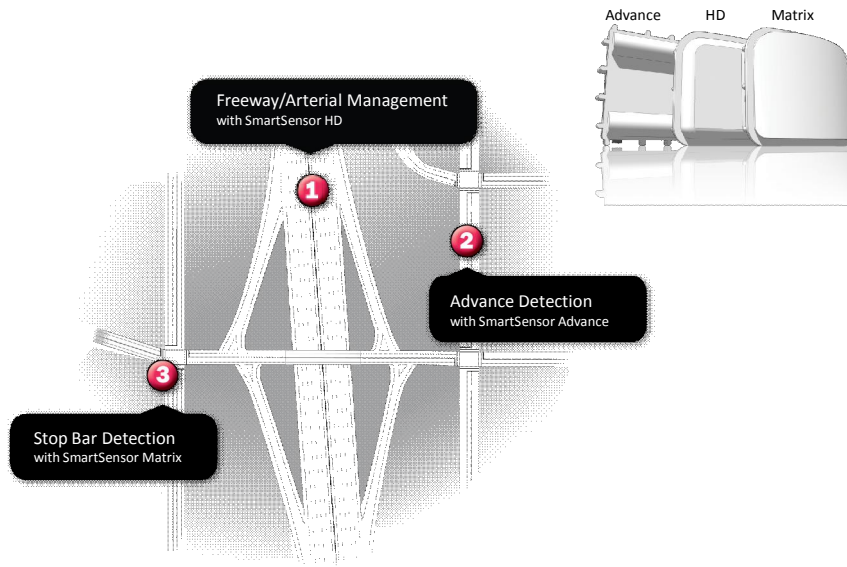 Advance HD Matrix
Freeway/Arterial Management
with SmartSensor HD
1
2
Advance Detection
with SmartSensor Advance
3
Stop Bar Detection
with SmartSensor Matrix